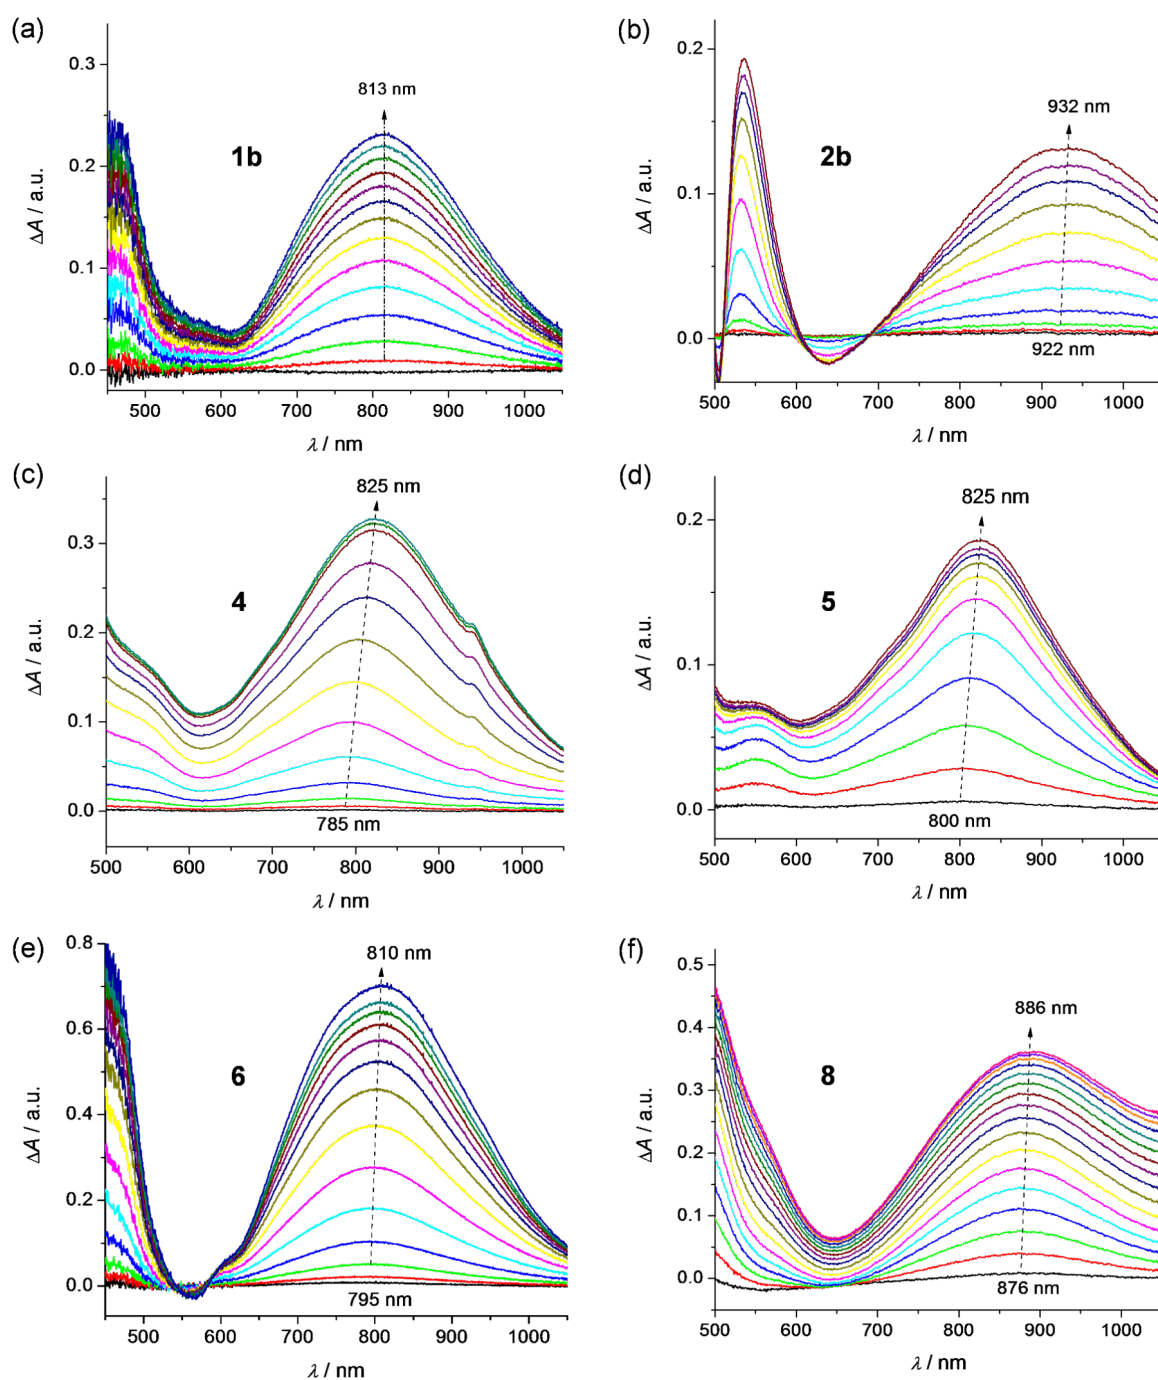 (a)
0.3
0.2
0.1
0.0
ΔA / a.u.
813 nm
1b
500 600 700 800 900 1000
λ / nm
(b)
0.2
0.1
0.0
ΔA / a.u.
932 nm
2b
922 nm
500 600 700 800 900 1000
λ / nm
(c)
0.3
0.2
0.1
0.0
ΔA / a.u.
825 nm
4
785 nm
500 600 700 800 900 1000
λ / nm
(d)
0.2
0.1
0.0
ΔA / a.u.
825 nm
5
800 nm
500 600 700 800 900 1000
λ / nm
(e)
0.8
0.6
0.4
0.2
0.0
ΔA / a.u.
810 nm
6
795 nm
500 600 700 800 900 1000
λ / nm
(f)
0.5
0.4
0.3
0.2
0.1
0.0
ΔA / a.u.
886 nm
8
876 nm
500 600 700 800 900 1000
λ / nm